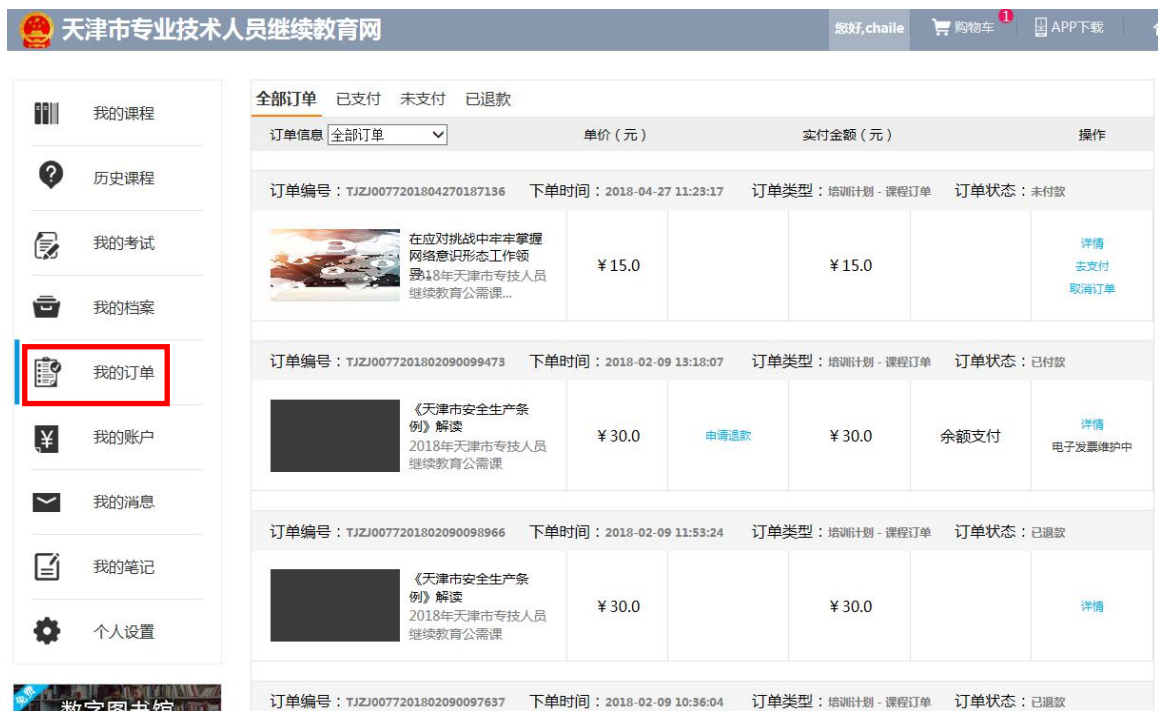 天津市专业技术人员继续教育网
您好,chaile
购物车
1
APP下载
我的课程
历史课程
我的考试
我的档案
我的订单
我的账户
我的消息
我的笔记
个人设置
免费
数字图书馆
全部订单 已支付 未支付 已退款
订单信息 全部订单 单价（元） 实付金额（元） 操作
订单编号：TJZJ0077201804270187136 下单时间：2018-04-27 11:23:17 订单类型：培训计划 - 课程订单 订单状态：未付款
在应对挑战中牢牢掌握
网络意识形态工作领
2018年天津市专技人员
继续教育公需课...
¥15.0
¥15.0
详情
去支付
取消订单
订单编号：TJZJ0077201802090099473 下单时间：2018-02-09 13:18:07 订单类型：培训计划 - 课程订单 订单状态：已付款
《天津市安全生产条
例》解读
2018年天津市专技人员
继续教育公需课
¥30.0
申请退款
¥30.0
余额支付
详情
电子发票维护中
订单编号：TJZJ0077201802090098966 下单时间：2018-02-09 11:53:24 订单类型：培训计划 - 课程订单 订单状态：已退款
《天津市安全生产条
例》解读
2018年天津市专技人员
继续教育公需课
¥30.0
¥30.0
详情
订单编号：TJZJ0077201802090097637 下单时间：2018-02-09 10:36:04 订单类型：培训计划 - 课程订单 订单状态：已退款